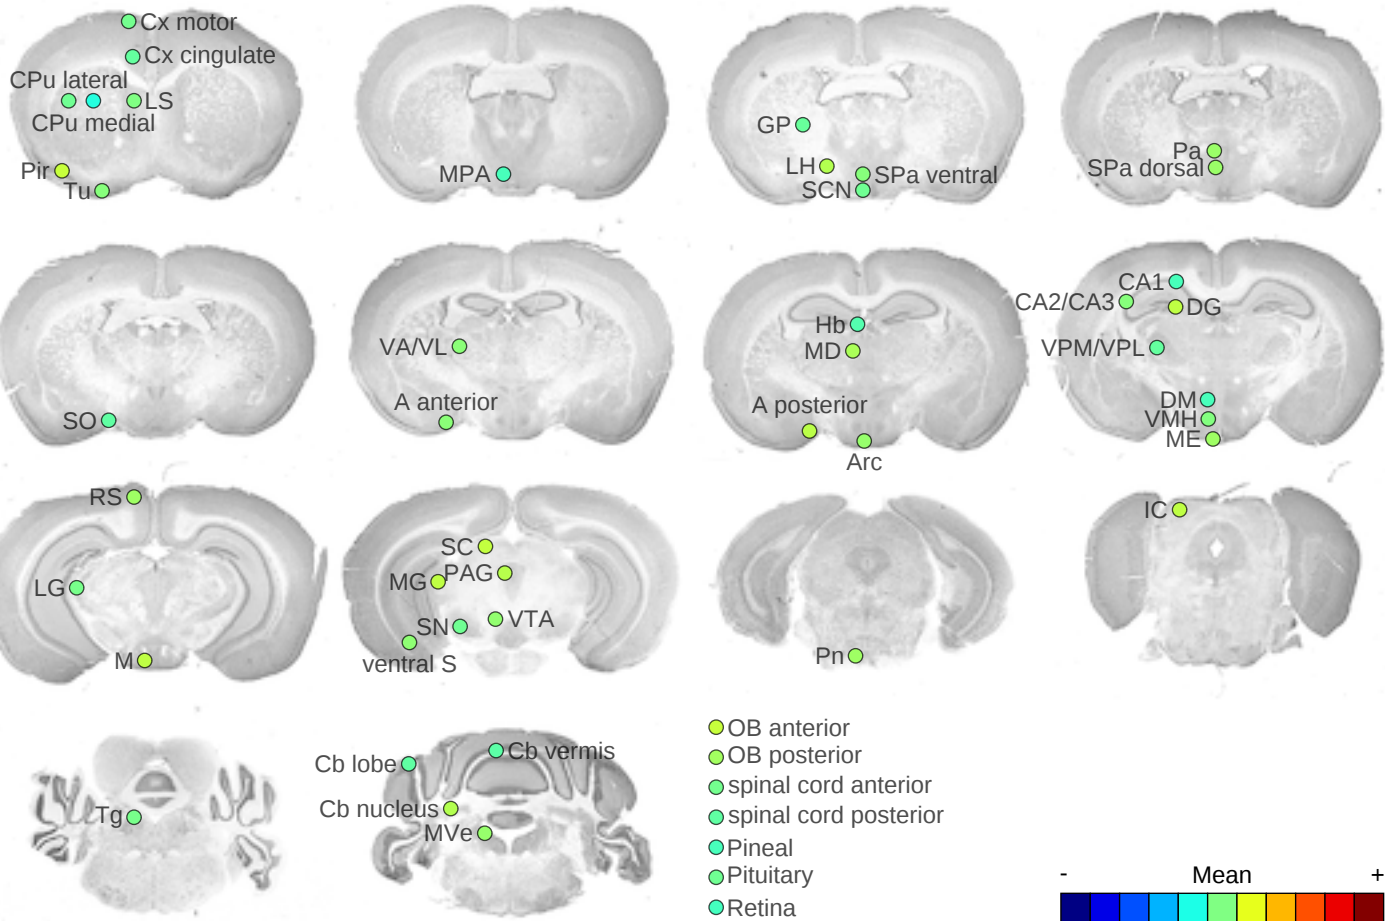 Cx motor
Cx cingulate
CPu lateral
LS
CPu medial
Pir
Tu
MPA
GP
LH
SPa ventral
SCN
Pa
SPa dorsal
SO
VA/VL
A anterior
Hb
MD
A posterior
Arc
CA1
CA2/CA3
DG
VPM/VPL
DM
VMH
ME
RS
LG
M
SC
PAG
MG
SN
VTA
ventral S
Pn
IC
Tg
Cb lobe
Cb vermis
Cb nucleus
MVe
OB anterior
OB posterior
spinal cord anterior
spinal cord posterior
Pineal
Pituitary
Retina
- Mean +